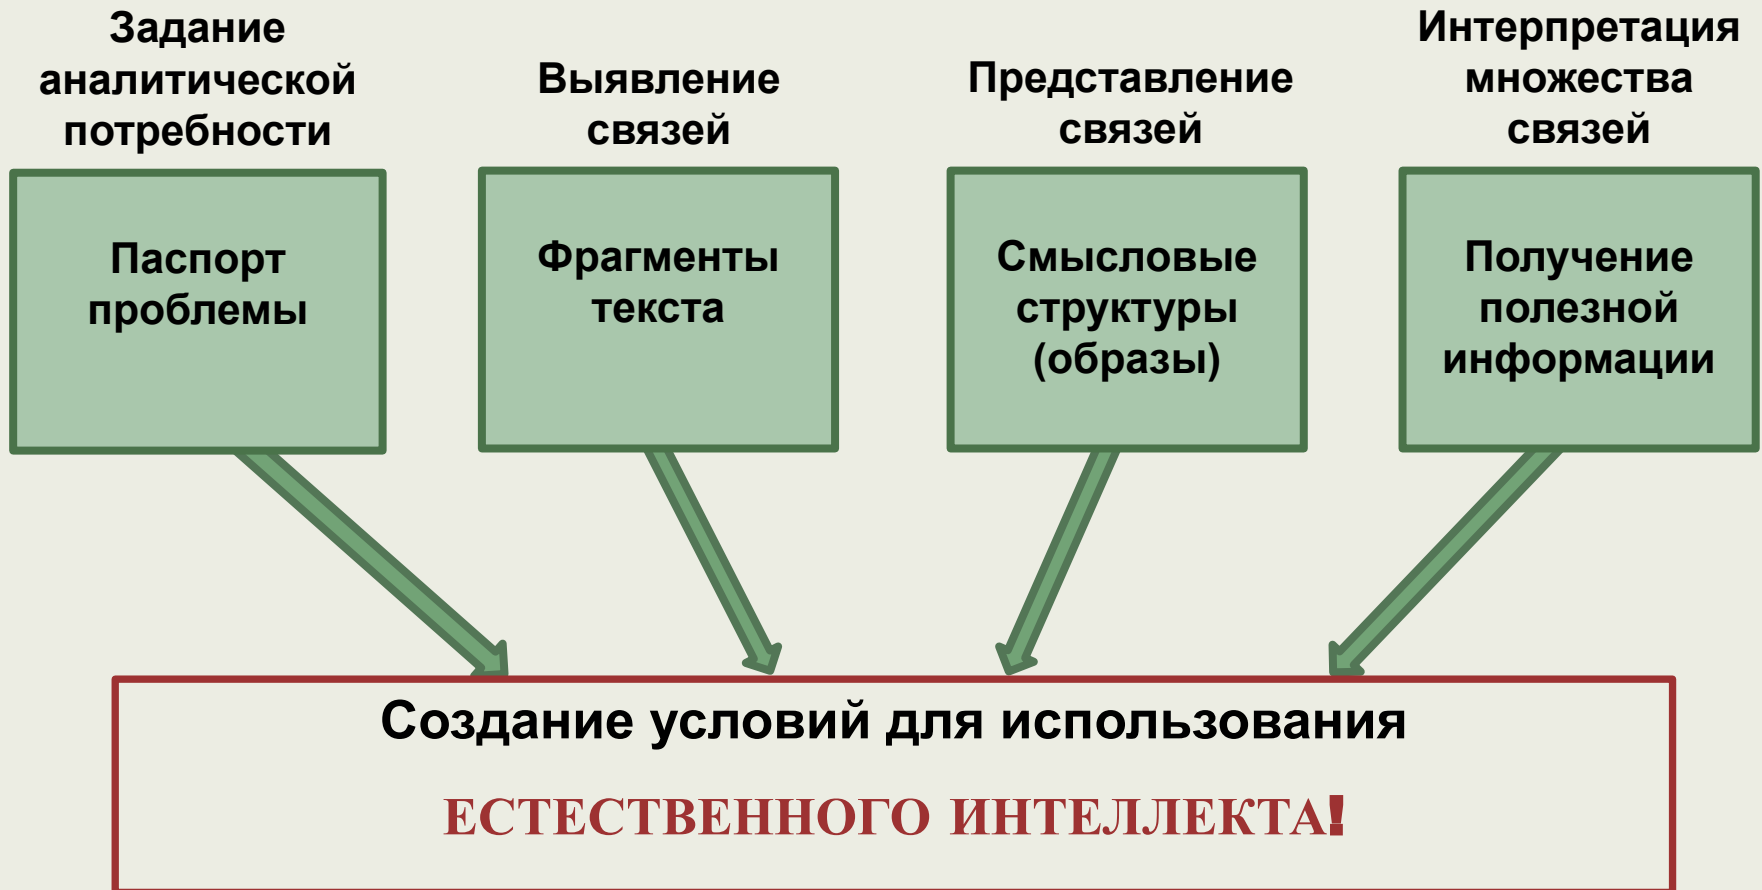 Задание
аналитической
потребности
Выявление
связей
Представление
связей
Интерпретация
множества
связей
Паспорт
проблемы
Фрагменты
текста
Смысловые
структуры
(образы)
Получение
полезной
информации
Создание условий для использования
ЕСТЕСТВЕННОГО ИНТЕЛЛЕКТА!